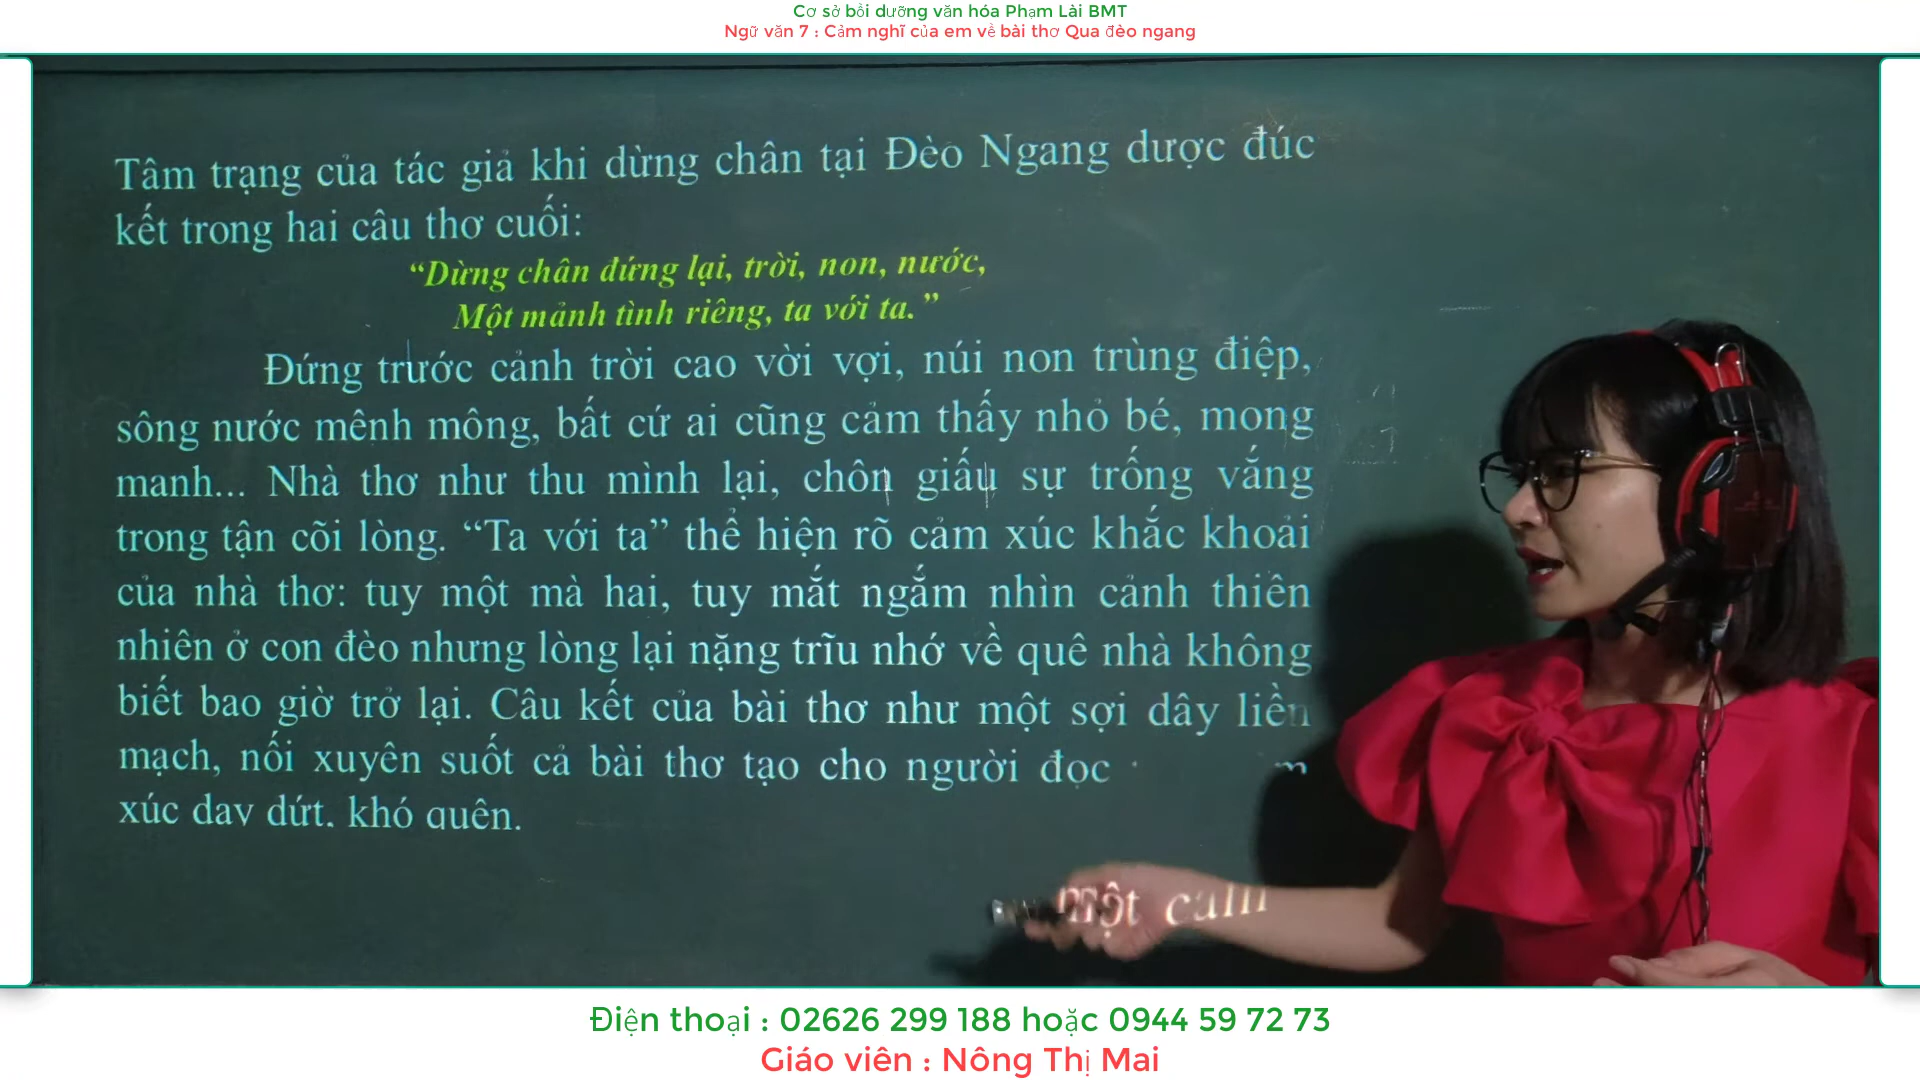 Cơ sở bồi dưỡng văn hóa Phạm Lài BMT
Ngữ văn 7 : Cảm nghĩ của em về bài thơ Qua đèo ngang
Tâm trạng của tác giả khi dừng chân tại Đèo Ngang dược đúc
kết trong hai câu thơ cuối:
“Dừng chân đứng lại, trời, non, nước,
Một mảnh tình riêng, ta với ta.”
Đứng trước cảnh trời cao vời vợi, núi non trùng điệp,
sông nước mênh mông, bất cứ ai cũng cảm thấy nhỏ bé, mong
manh... Nhà thơ như thu mình lại, chôn giấu sự trống vắng
trong tận cõi lòng. “Ta với ta” thể hiện rõ cảm xúc khắc khoải
của nhà thơ: tuy một mà hai, tuy mắt ngắm nhìn cảnh thiên
nhiên ở con đèo nhưng lòng lại nặng trĩu nhớ về quê nhà không
biết bao giờ trở lại. Câu kết của bài thơ như một sợi dây liền
mạch, nối xuyên suốt cả bài thơ tạo cho người đọc
xúc day dứt, khó quên.
một cảm
Điện thoại : 02626 299 188 hoặc 0944 59 72 73
Giáo viên : Nông Thị Mai